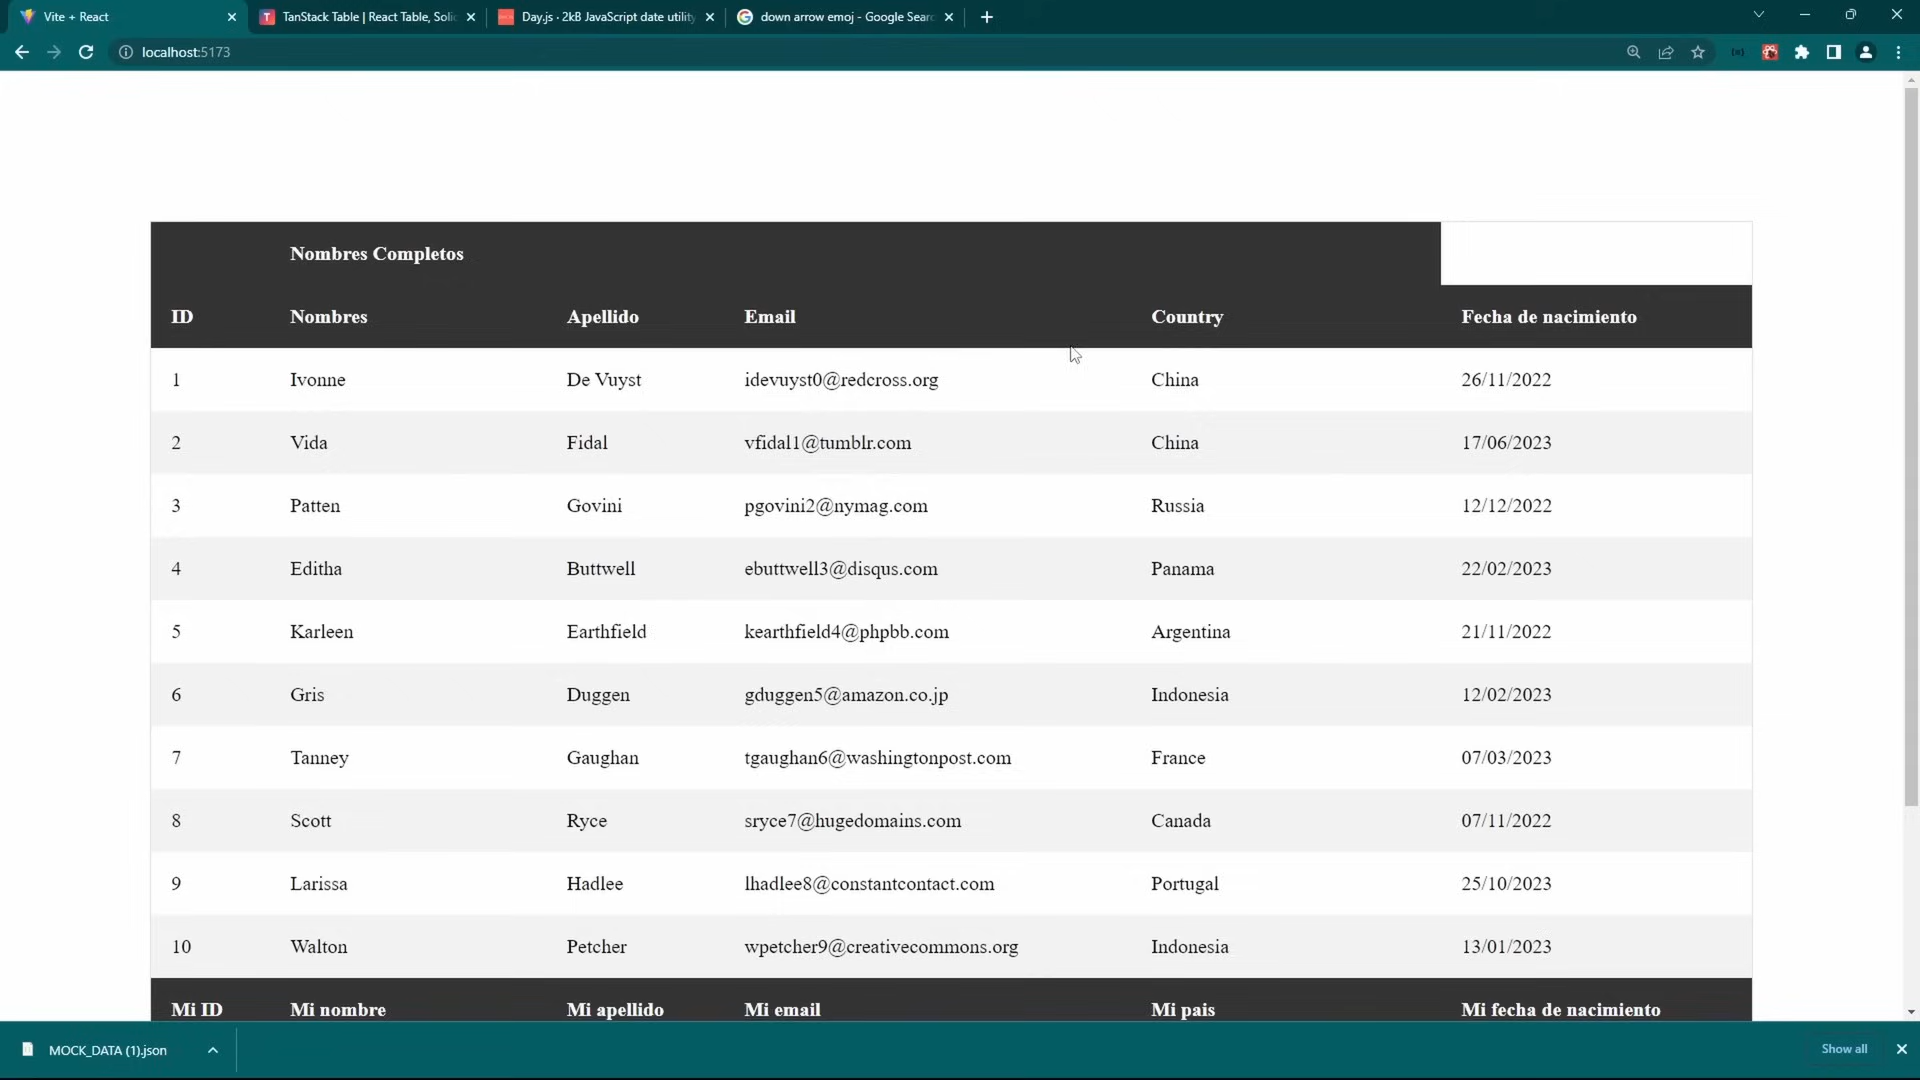 Vite + React
TanStack Table | React Table, Soli
Day.js · 2kB JavaScript date utility
down arrow emoj - Google Sear
localhost:5173
Nombres Completos
ID Nombres Apellido Email Country Fecha de nacimiento
1 Ivonne De Vuyst idevuyst0@redcross.org China 26/11/2022
2 Vida Fidal vfidal1@tumblr.com China 17/06/2023
3 Patten Govini pgovini2@nymag.com Russia 12/12/2022
4 Editha Buttwell ebuttwell3@disqus.com Panama 22/02/2023
5 Karleen Earthfield kearthfield4@phpbb.com Argentina 21/11/2022
6 Gris Duggen gduggen5@amazon.co.jp Indonesia 12/02/2023
7 Tanney Gaughan tgaughan6@washingtonpost.com France 07/03/2023
8 Scott Ryce sryce7@hugedomains.com Canada 07/11/2022
9 Larissa Hadlee lhadlee8@constantcontact.com Portugal 25/10/2023
10 Walton Petcher wpetcher9@creativecommons.org Indonesia 13/01/2023
Mi ID Mi nombre Mi apellido Mi email Mi pais Mi fecha de nacimiento
MOCK_DATA (1).json
Show all